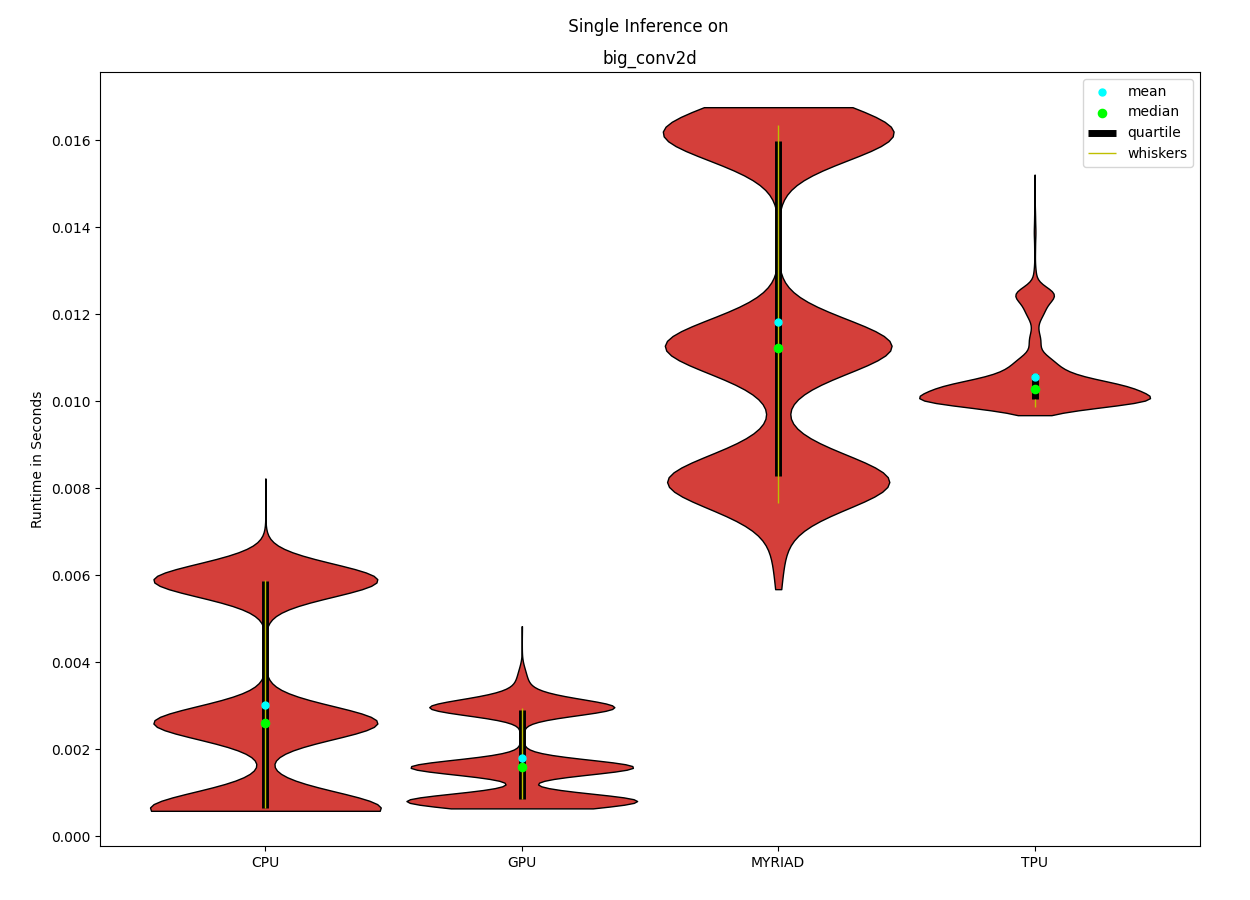 Single Inference on
big_conv2d
mean
median
quartile
whiskers
Runtime in Seconds
0.016
0.014
0.012
0.010
0.008
0.006
0.004
0.002
0.000
CPU
GPU
MYRIAD
TPU